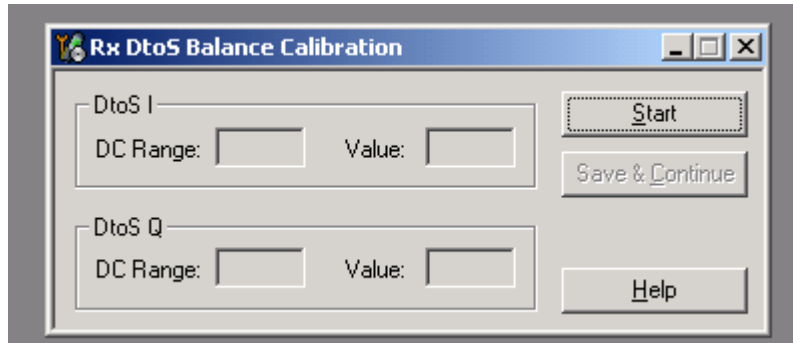 Rx DtoS Balance Calibration
DtoS I
DC Range: Value:
Start
Save & Continue
DtoS Q
DC Range: Value:
Help